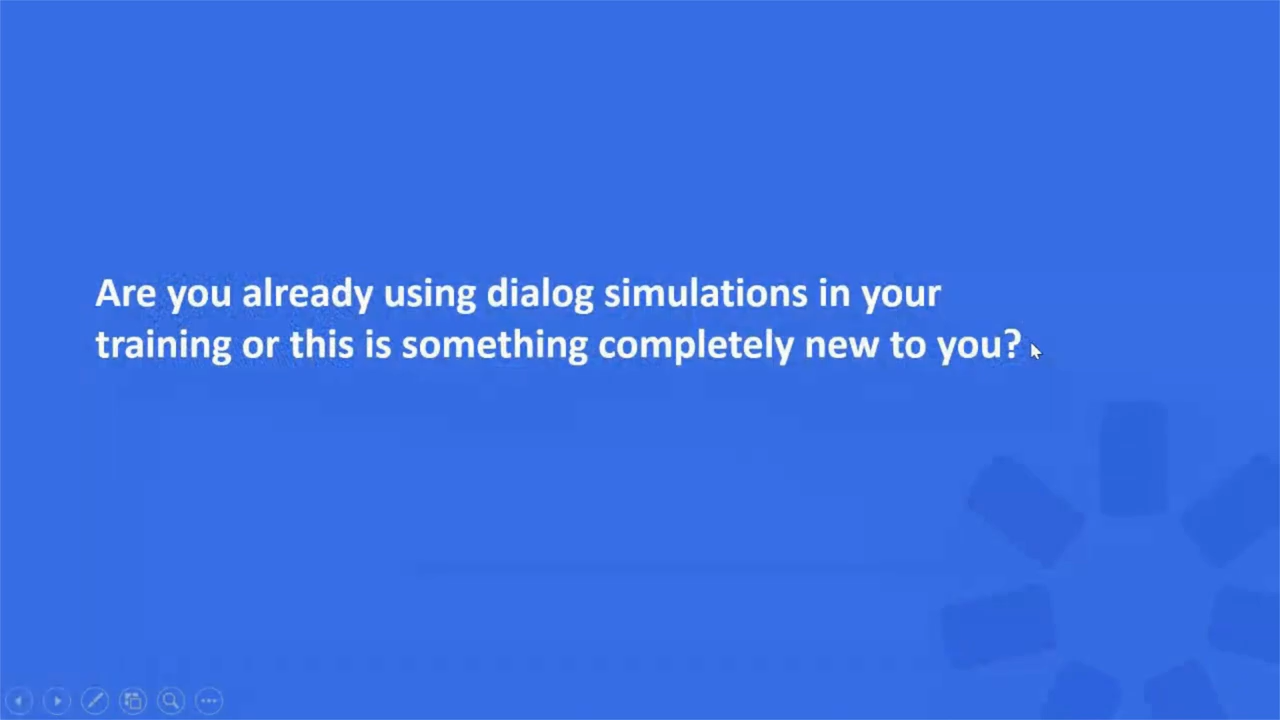 Are you already using dialog simulations in your
training or this is something completely new to you?